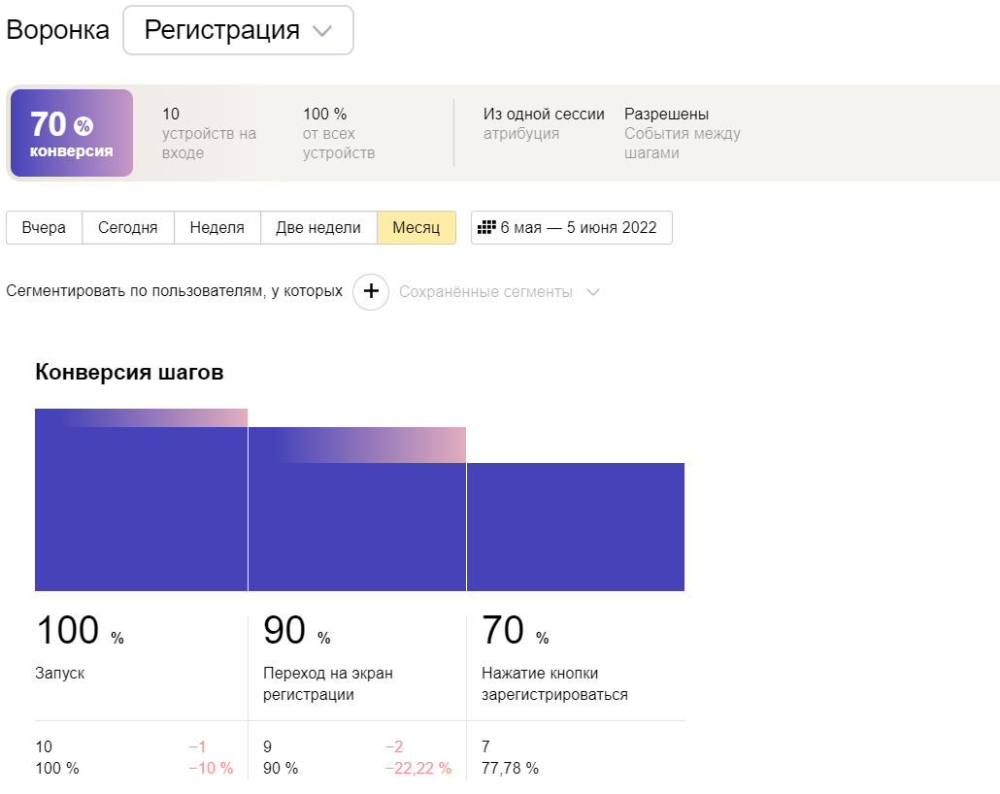 Воронка Регистрация
70 %
конверсия
10
устройств на
входе
100 %
от всех
устройств
Из одной сессии
атрибуция
Разрешены
События между
шагами
Вчера Сегодня Неделя Две недели Месяц 6 мая — 5 июня 2022
Сегментировать по пользователям, у которых + Сохранённые сегменты
Конверсия шагов
100 %
Запуск
10 −1
100 % −10 %
90 %
Переход на экран
регистрации
9 −2
90 % −22,22 %
70 %
Нажатие кнопки
зарегистрироваться
7
77,78 %